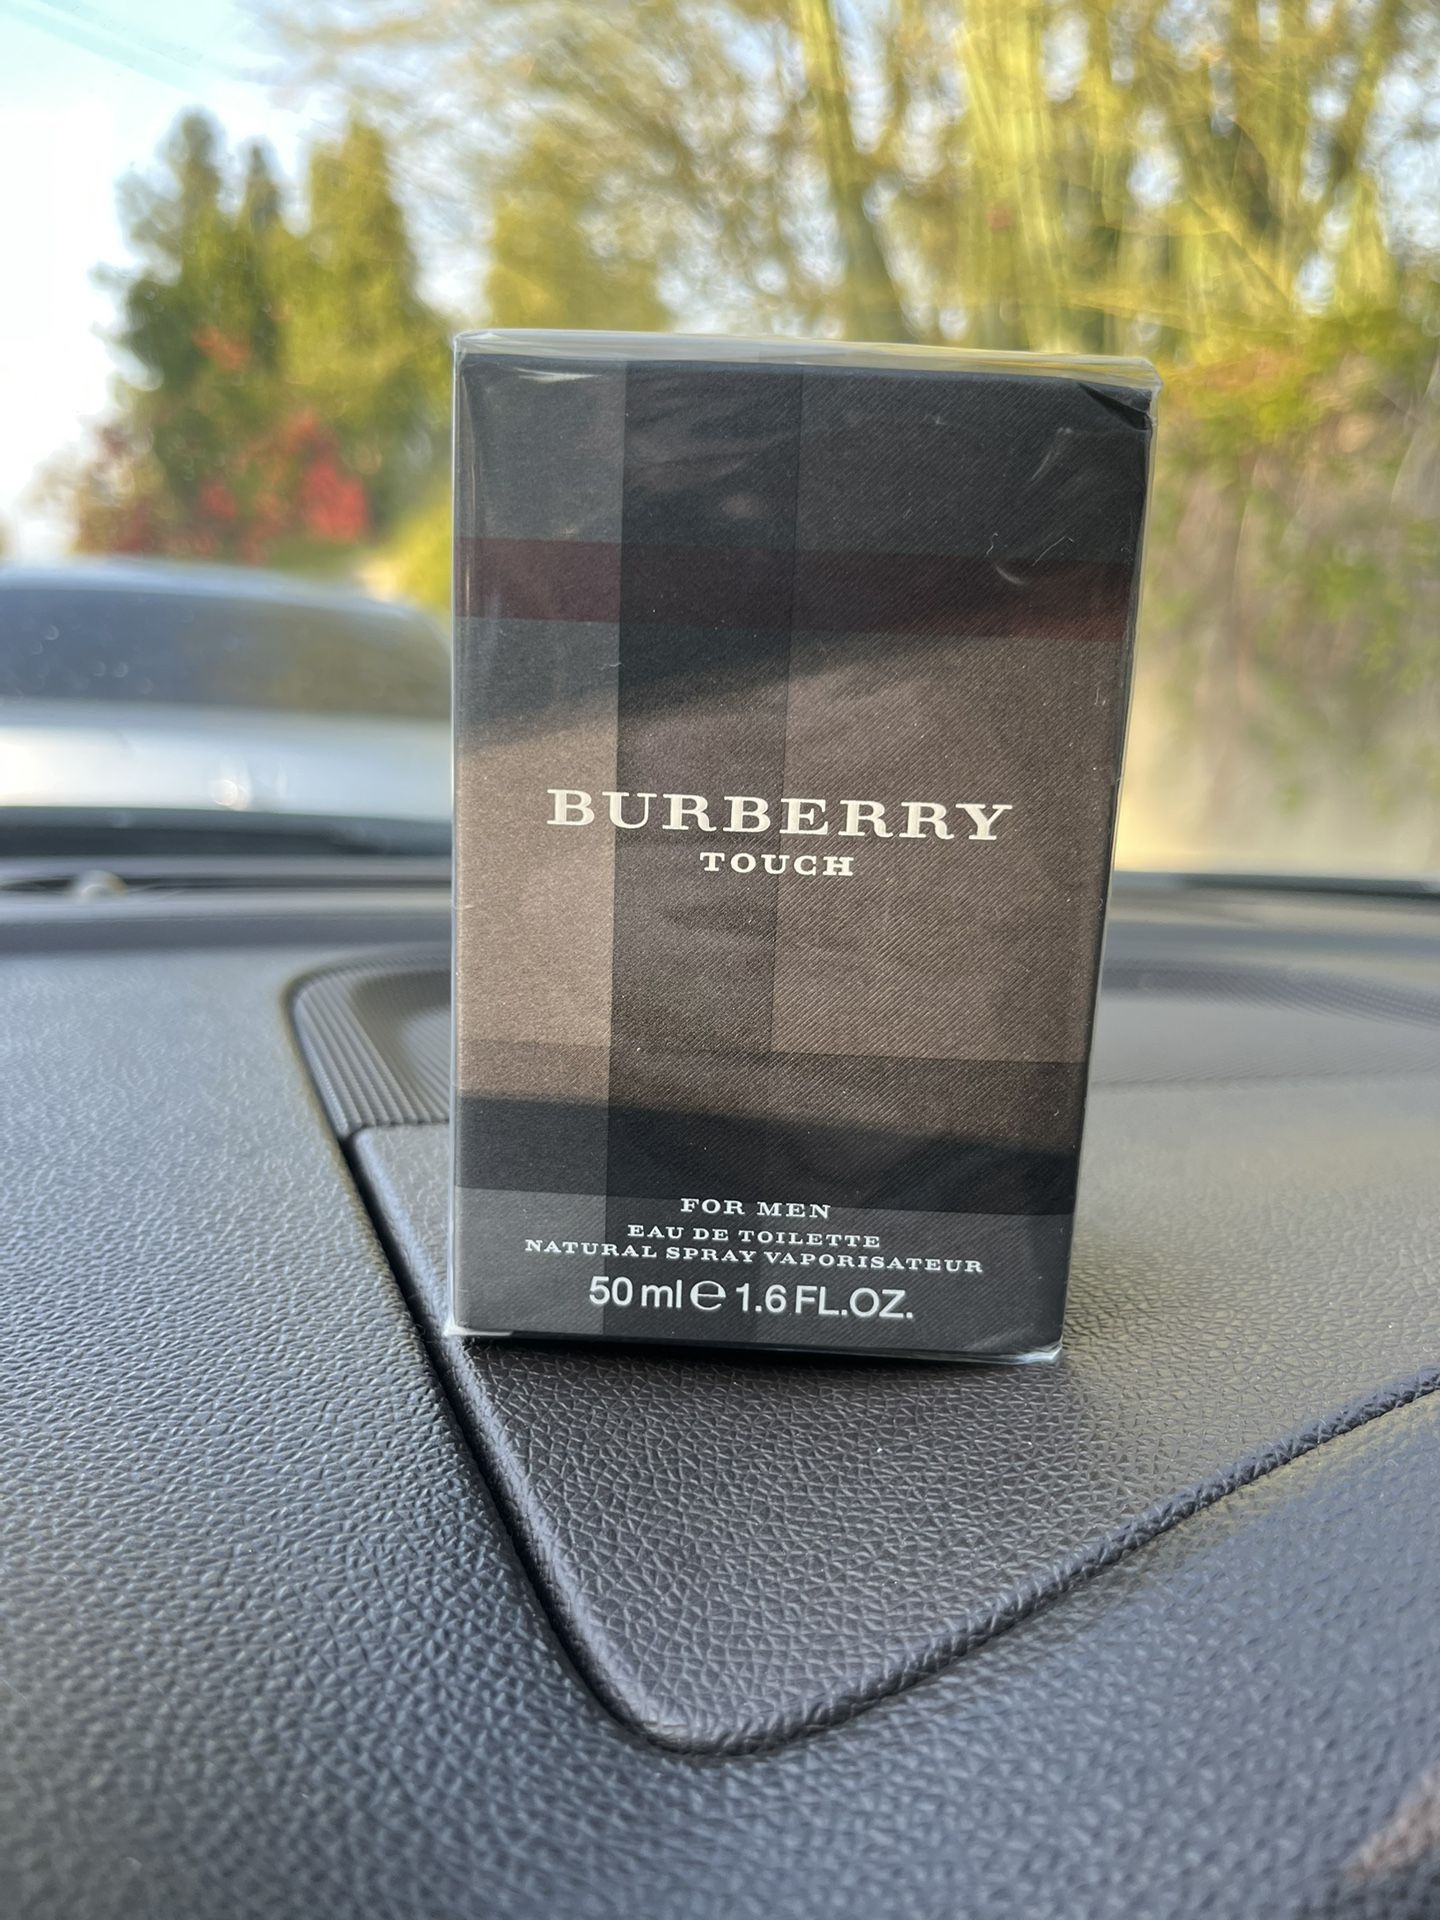 BURBERRY
TOUCH
FOR MEN
EAU DE TOILETTE
NATURAL SPRAY VAPORISATEUR
50 ml ℮ 1.6 FL.OZ.